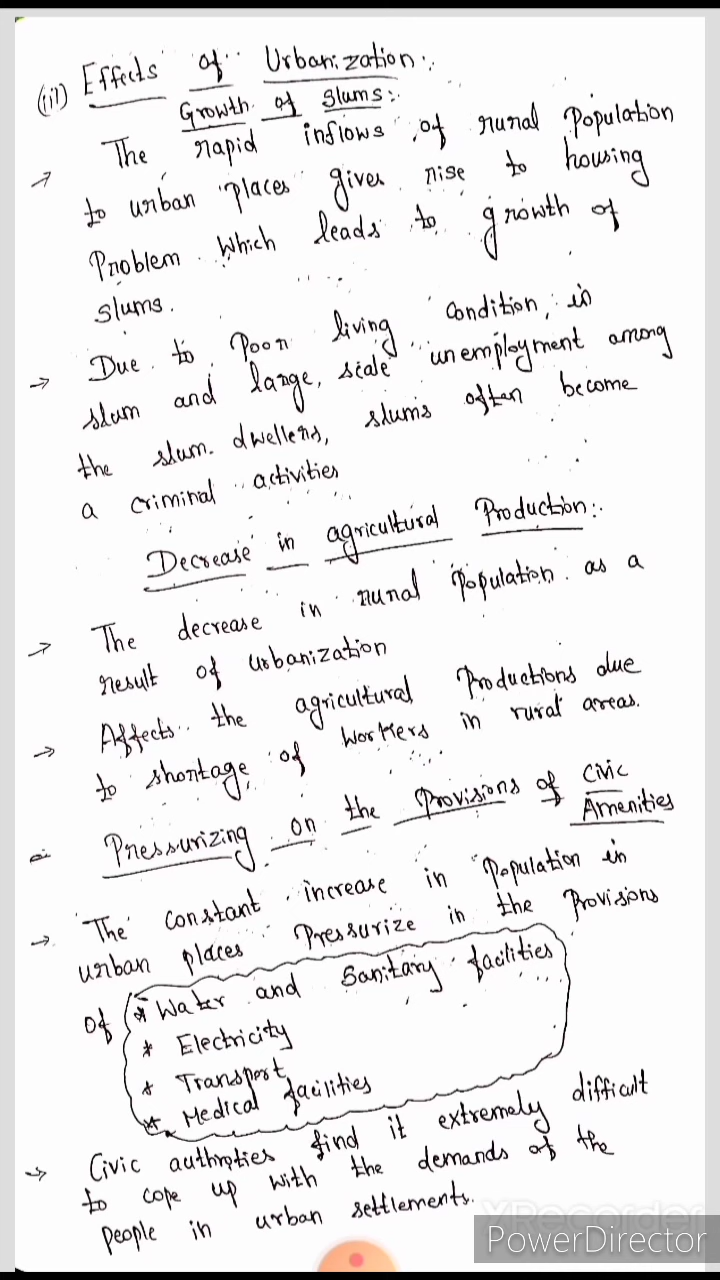 (iii) Effects of Urbanization:.
Growth of slums:.
→ The rapid inflows of rural Population
to urban places gives rise to housing
Problem which leads to growth of
slums.
→ Due to Poor living condition, in
slum and large, scale unemployment among
the slum dwellers, slums often become
a criminal activities
Decrease in agricultural Production:.
→ The decrease in rural Population as a
result of urbanization
→ Affects the agricultural Productions due
to shortage of workers in rural areas.
Pressurizing on the Provisions of Civic
Amenities
→ The constant increase in Population in
urban places Pressurize in the Provisions
of * Water and Sanitary facilities
* Electricity
* Transport
* Medical facilities
→ Civic authroties find it extremely difficult
to cope up with the demands of the
people in urban settlements.
XRecorder
PowerDirector